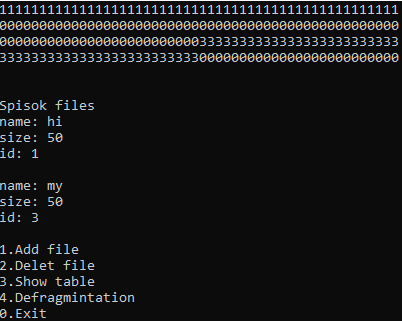 11111111111111111111111111111111111111111111111111
00000000000000000000000000000000000000000000000000
00000000000000000000000003333333333333333333333333
33333333333333333333333330000000000000000000000000
Spisok files
name: hi
size: 50
id: 1
name: my
size: 50
id: 3
1.Add file
2.Delet file
3.Show table
4.Defragmintation
0.Exit